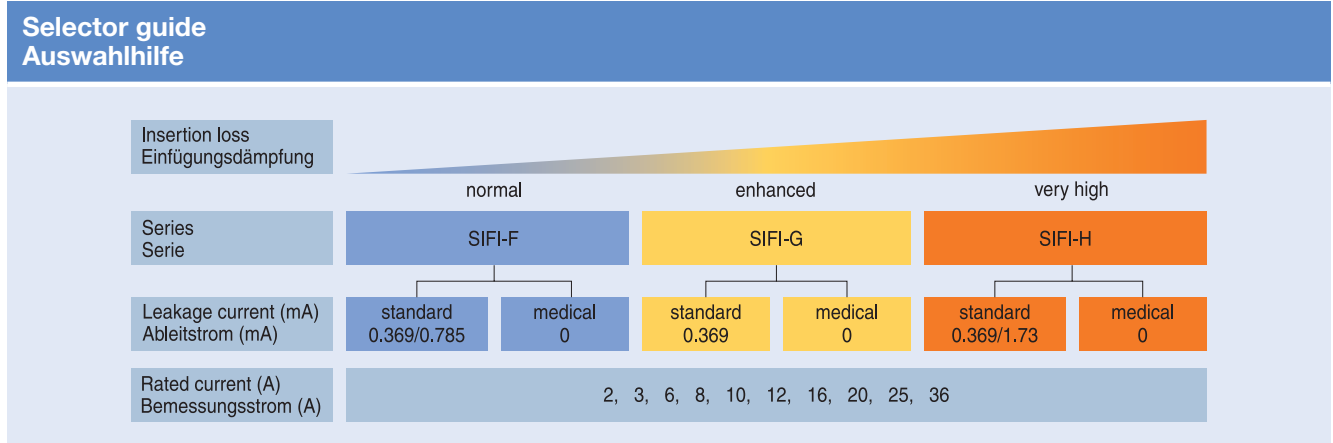 Selector guide
Auswahlhilfe
Insertion loss
Einfügungsdämpfung
normal enhanced very high
Series
Serie
SIFI-F SIFI-G SIFI-H
Leakage current (mA)
Ableitstrom (mA)
standard medical standard medical standard medical
0.369/0.785 0 0.369 0 0.369/1.73 0
Rated current (A)
Bemessungsstrom (A)
2, 3, 6, 8, 10, 12, 16, 20, 25, 36